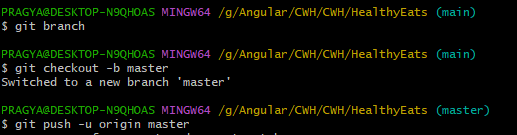 PRAGYA@DESKTOP-N9QHOAS MINGW64 /g/Angular/CWH/CWH/HealthyEats (main)
$ git branch
PRAGYA@DESKTOP-N9QHOAS MINGW64 /g/Angular/CWH/CWH/HealthyEats (main)
$ git checkout -b master
Switched to a new branch 'master'
PRAGYA@DESKTOP-N9QHOAS MINGW64 /g/Angular/CWH/CWH/HealthyEats (master)
$ git push -u origin master